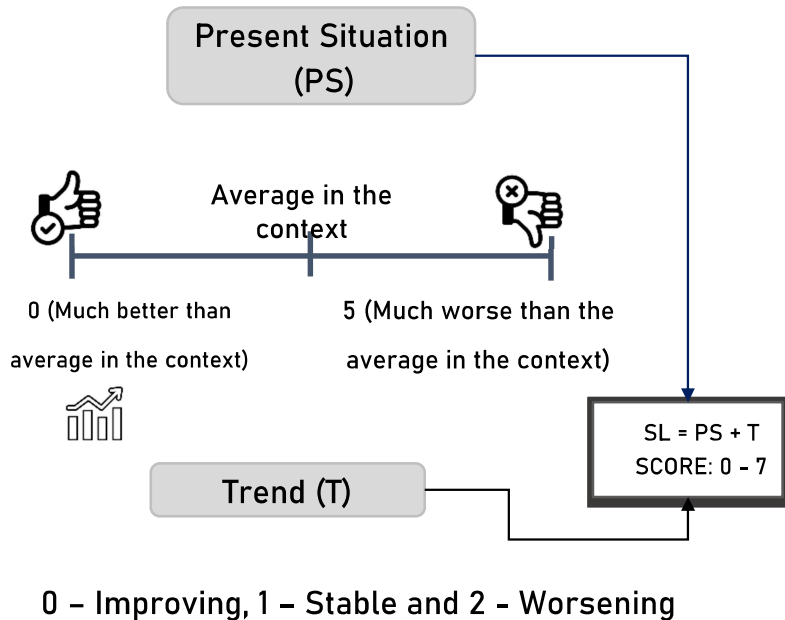 Present Situation
(PS)
Average in the
context
0 (Much better than
average in the context)
5 (Much worse than the
average in the context)
SL = PS + T
SCORE: 0 - 7
Trend (T)
0 – Improving, 1 – Stable and 2 - Worsening